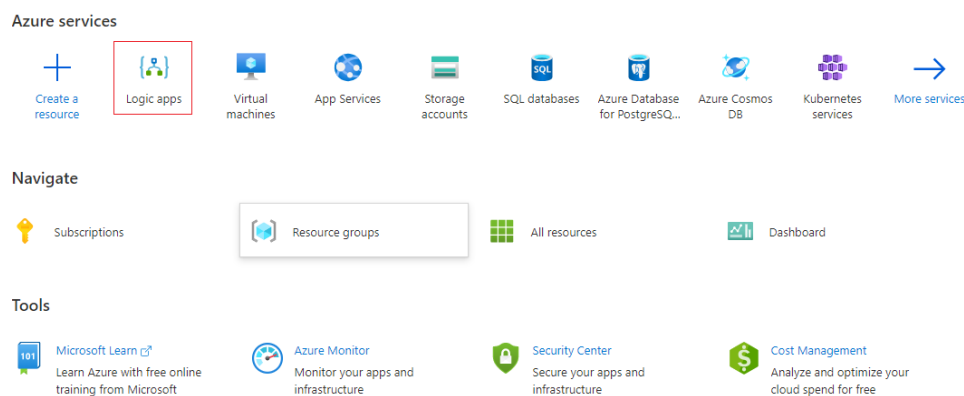 Azure services
Create a resource
Logic apps
Virtual machines
App Services
Storage accounts
SQL
SQL databases
Azure Database for PostgreSQ...
Azure Cosmos DB
Kubernetes services
More services
Navigate
Subscriptions
Resource groups
All resources
Dashboard
Tools
101
Microsoft Learn
Learn Azure with free online
training from Microsoft
Azure Monitor
Monitor your apps and
infrastructure
Security Center
Secure your apps and
infrastructure
$
Cost Management
Analyze and optimize your
cloud spend for free